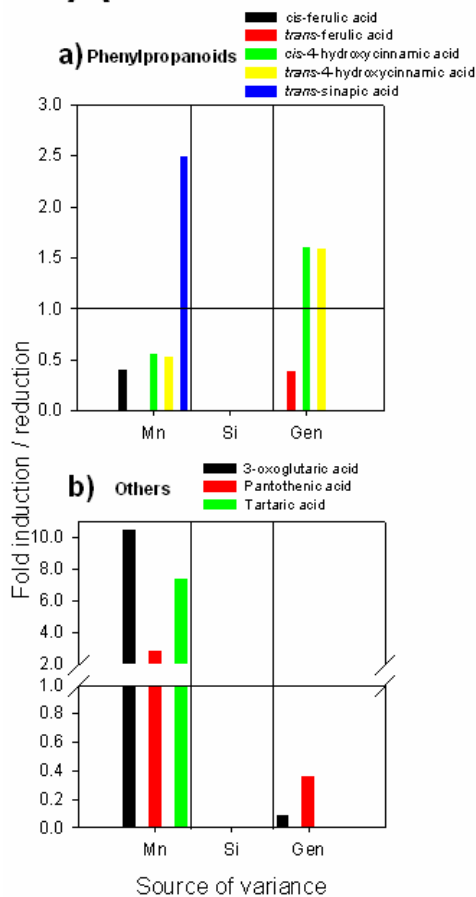 cis-ferulic acid
trans-ferulic acid
cis-4-hydroxycinnamic acid
trans-4-hydroxycinnamic acid
trans-sinapic acid
a) Phenylpropanoids
3.0
2.5
2.0
1.5
1.0
0.5
0.0
Mn Si Gen
Fold induction / reduction
3-oxoglutaric acid
Pantothenic acid
Tartaric acid
b) Others
10.0
8.0
6.0
4.0
2.0
1.0
0.8
0.6
0.4
0.2
0.0
Mn Si Gen
Source of variance